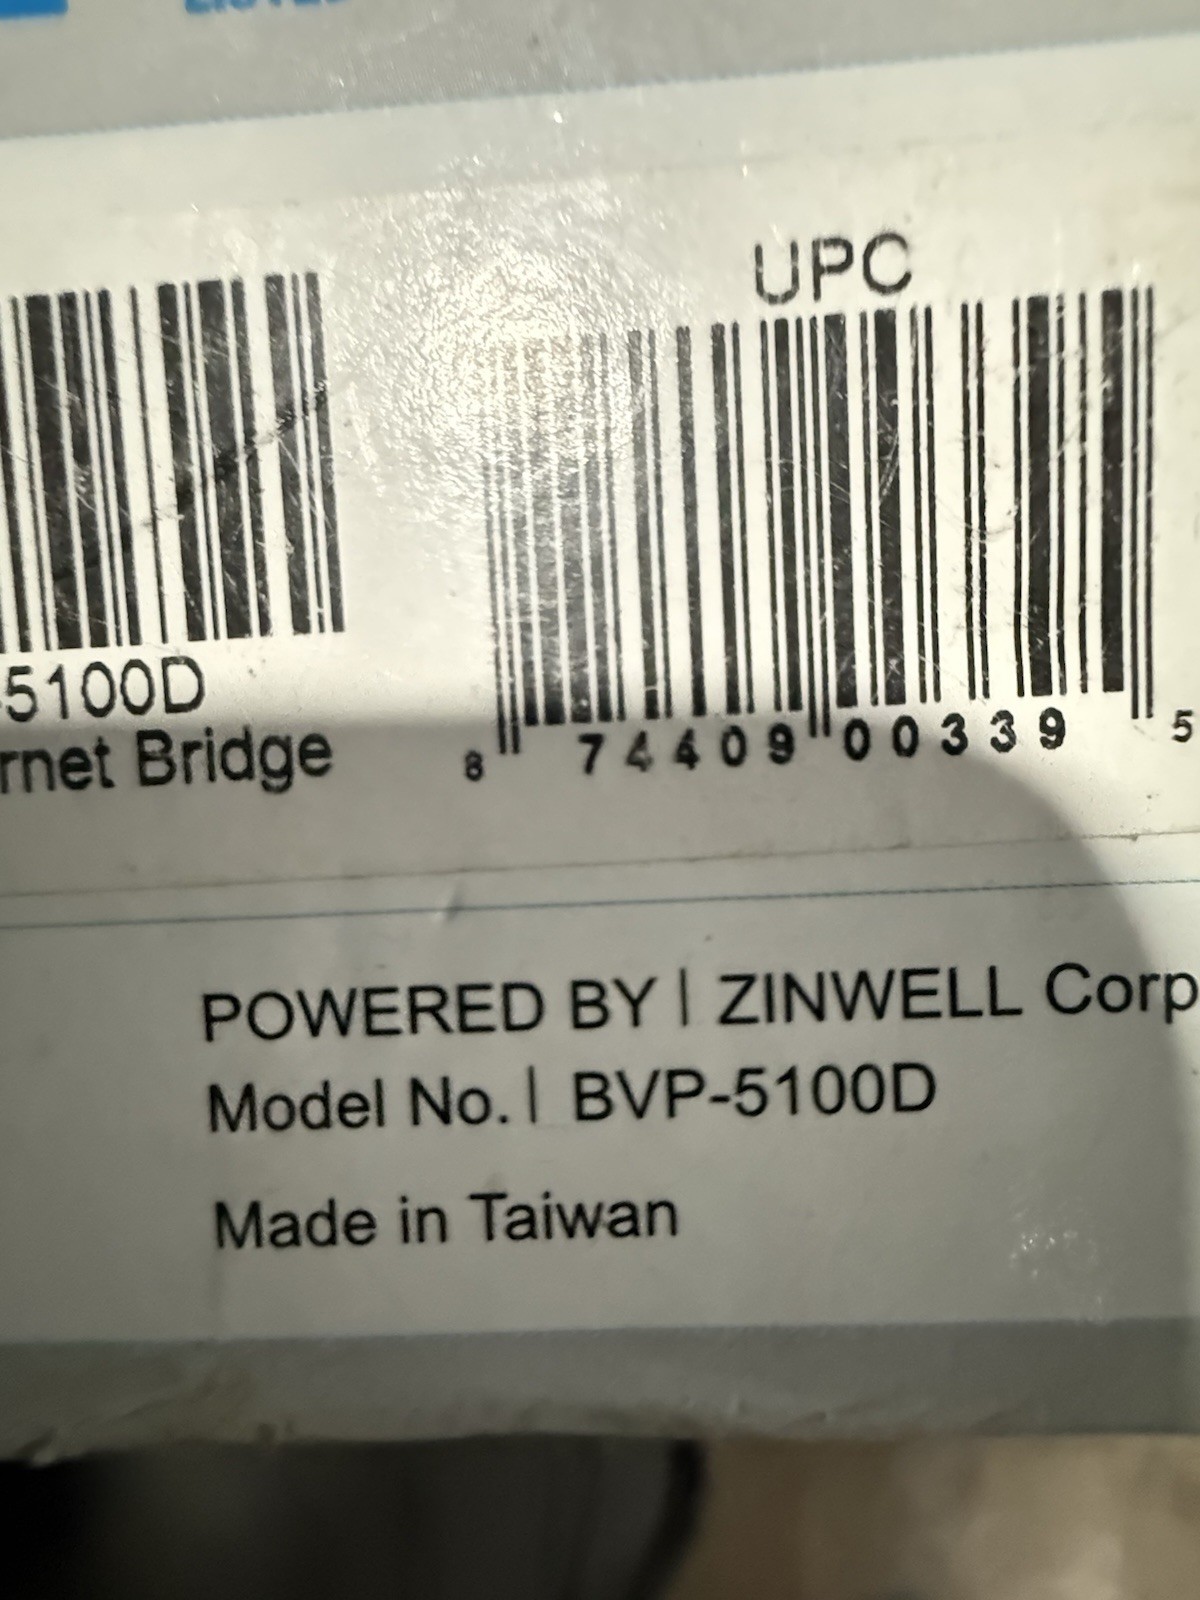 UPC
5100D
rnet Bridge
8 74409 00339 5
POWERED BY | ZINWELL Corp
Model No. | BVP-5100D
Made in Taiwan